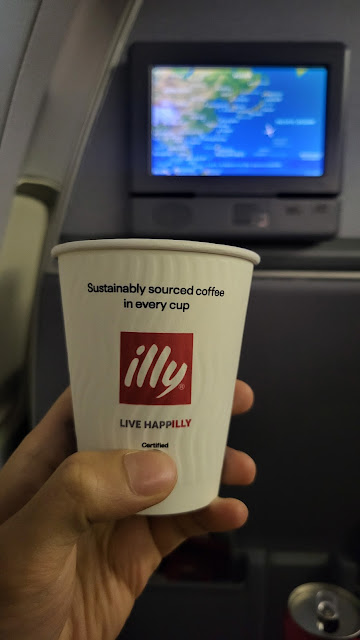 Sustainably sourced coffee
in every cup
illy®
LIVE HAPPILLY
Certified